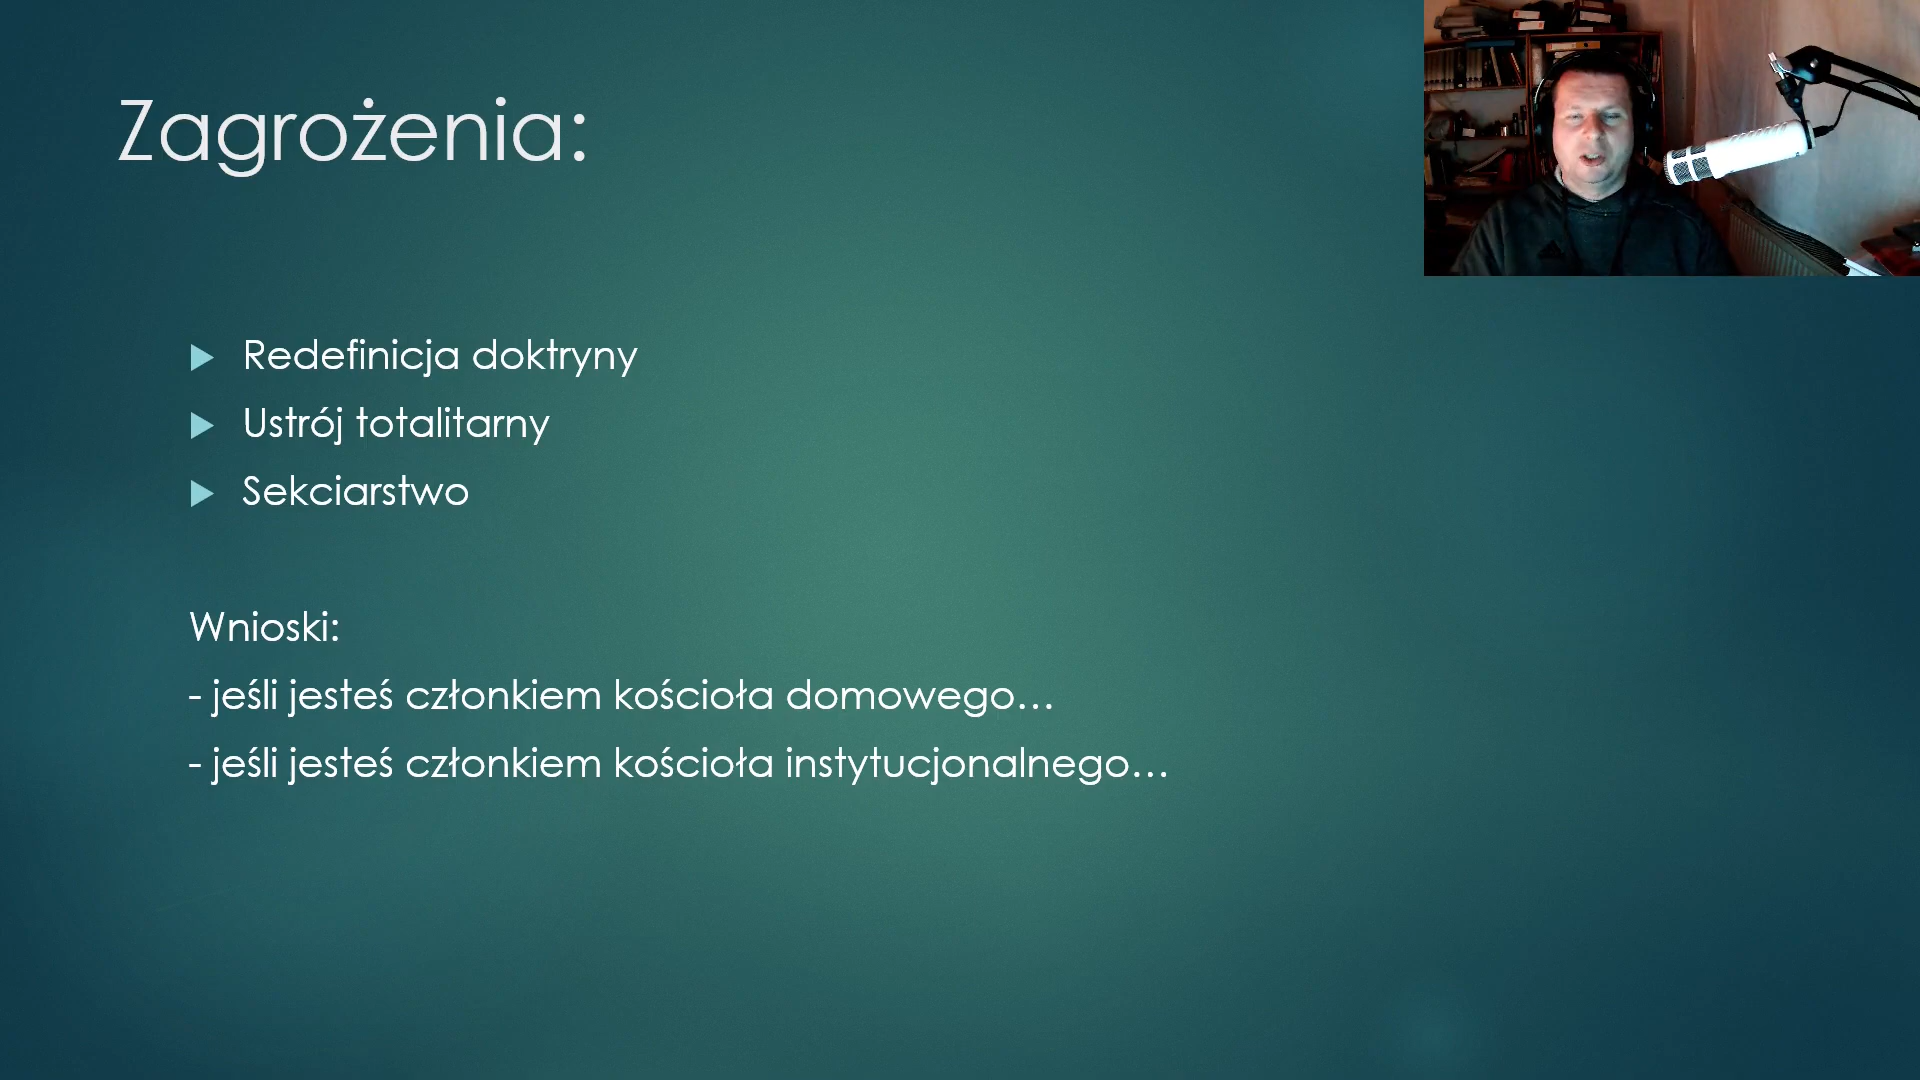 Zagrożenia:
Redefinicja doktryny
Ustrój totalitarny
Sekciarstwo
Wnioski:
- jeśli jesteś członkiem kościoła domowego…
- jeśli jesteś członkiem kościoła instytucjonalnego…